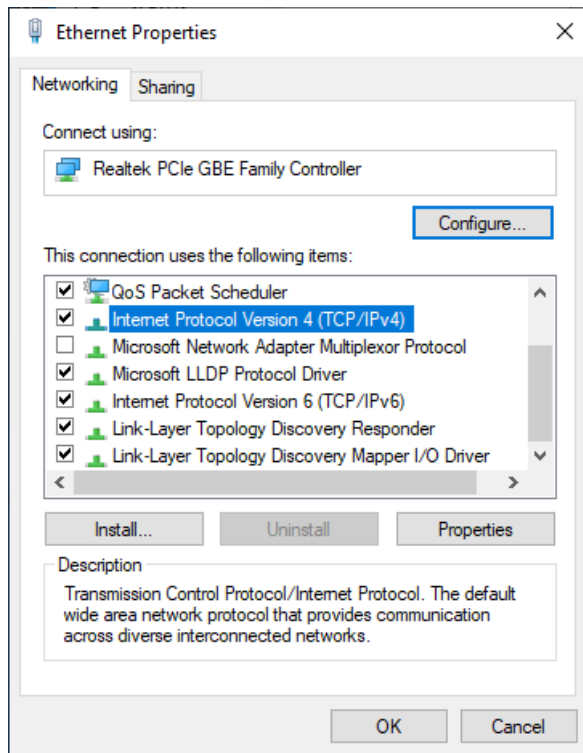 Ethernet Properties
Networking
Sharing
Connect using:
Realtek PCIe GBE Family Controller
Configure...
This connection uses the following items:
QoS Packet Scheduler
Internet Protocol Version 4 (TCP/IPv4)
Microsoft Network Adapter Multiplexor Protocol
Microsoft LLDP Protocol Driver
Internet Protocol Version 6 (TCP/IPv6)
Link-Layer Topology Discovery Responder
Link-Layer Topology Discovery Mapper I/O Driver
Install...
Uninstall
Properties
Description
Transmission Control Protocol/Internet Protocol. The default
wide area network protocol that provides communication
across diverse interconnected networks.
OK
Cancel